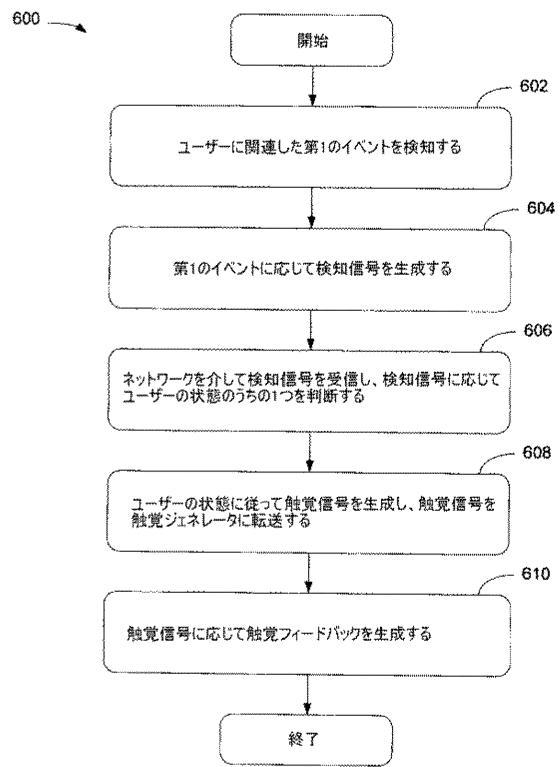 600
開始
602
ユーザーに関連した第1のイベントを検知する
604
第1のイベントに応じて検知信号を生成する
606
ネットワークを介して検知信号を受信し、検知信号に応じて
ユーザーの状態のうちの1つを判断する
608
ユーザーの状態に従って触覚信号を生成し、触覚信号を
触覚ジェネレータに転送する
610
触覚信号に応じて触覚フィードバックを生成する
終了